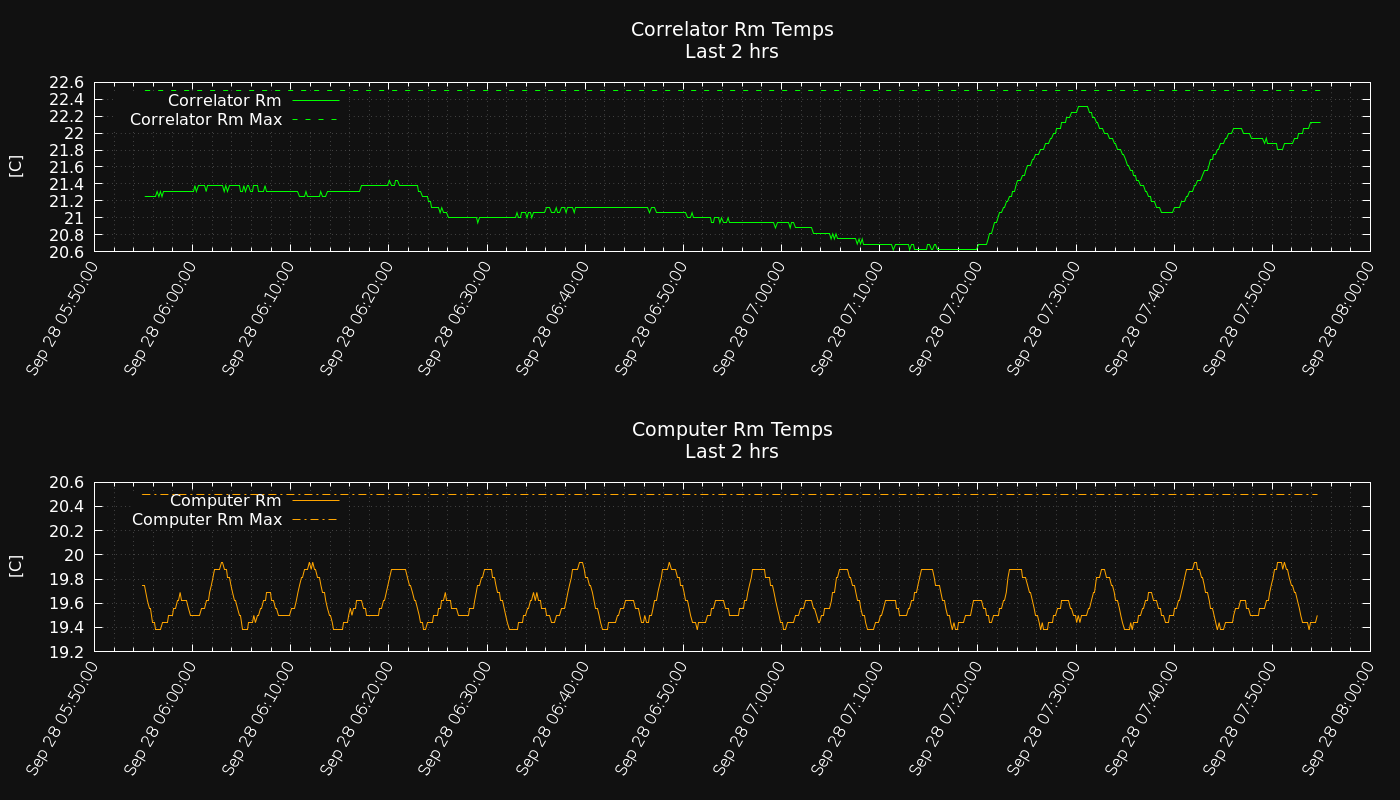 Correlator Rm Temps
Last 2 hrs
22.6
22.4
22.2
22
21.8
21.6
21.4
21.2
21
20.8
20.6
[C]
Correlator Rm
Correlator Rm Max
Sep 28 05:50:00
Sep 28 06:00:00
Sep 28 06:10:00
Sep 28 06:20:00
Sep 28 06:30:00
Sep 28 06:40:00
Sep 28 06:50:00
Sep 28 07:00:00
Sep 28 07:10:00
Sep 28 07:20:00
Sep 28 07:30:00
Sep 28 07:40:00
Sep 28 07:50:00
Sep 28 08:00:00
Computer Rm Temps
Last 2 hrs
20.6
20.4
20.2
20
19.8
19.6
19.4
19.2
[C]
Computer Rm
Computer Rm Max
Sep 28 05:50:00
Sep 28 06:00:00
Sep 28 06:10:00
Sep 28 06:20:00
Sep 28 06:30:00
Sep 28 06:40:00
Sep 28 06:50:00
Sep 28 07:00:00
Sep 28 07:10:00
Sep 28 07:20:00
Sep 28 07:30:00
Sep 28 07:40:00
Sep 28 07:50:00
Sep 28 08:00:00